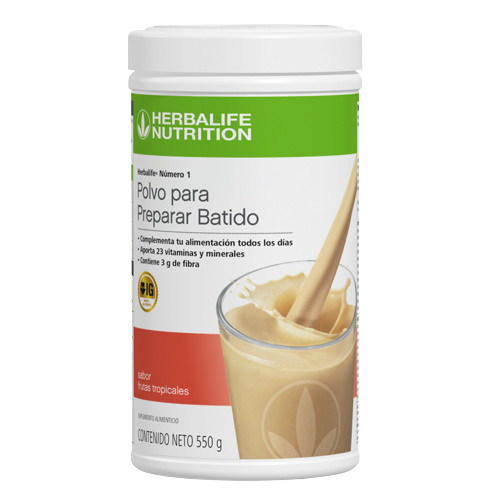 HERBALIFE
NUTRITION
Herbalife® Número 1
Polvo para
Preparar Batido
• Complementa tu alimentación todos los días
• Aporta 23 vitaminas y minerales
• Contiene 3 g de fibra
IG
sabor
frutas tropicales
SUPLEMENTO ALIMENTICIO
CONTENIDO NETO 550 g